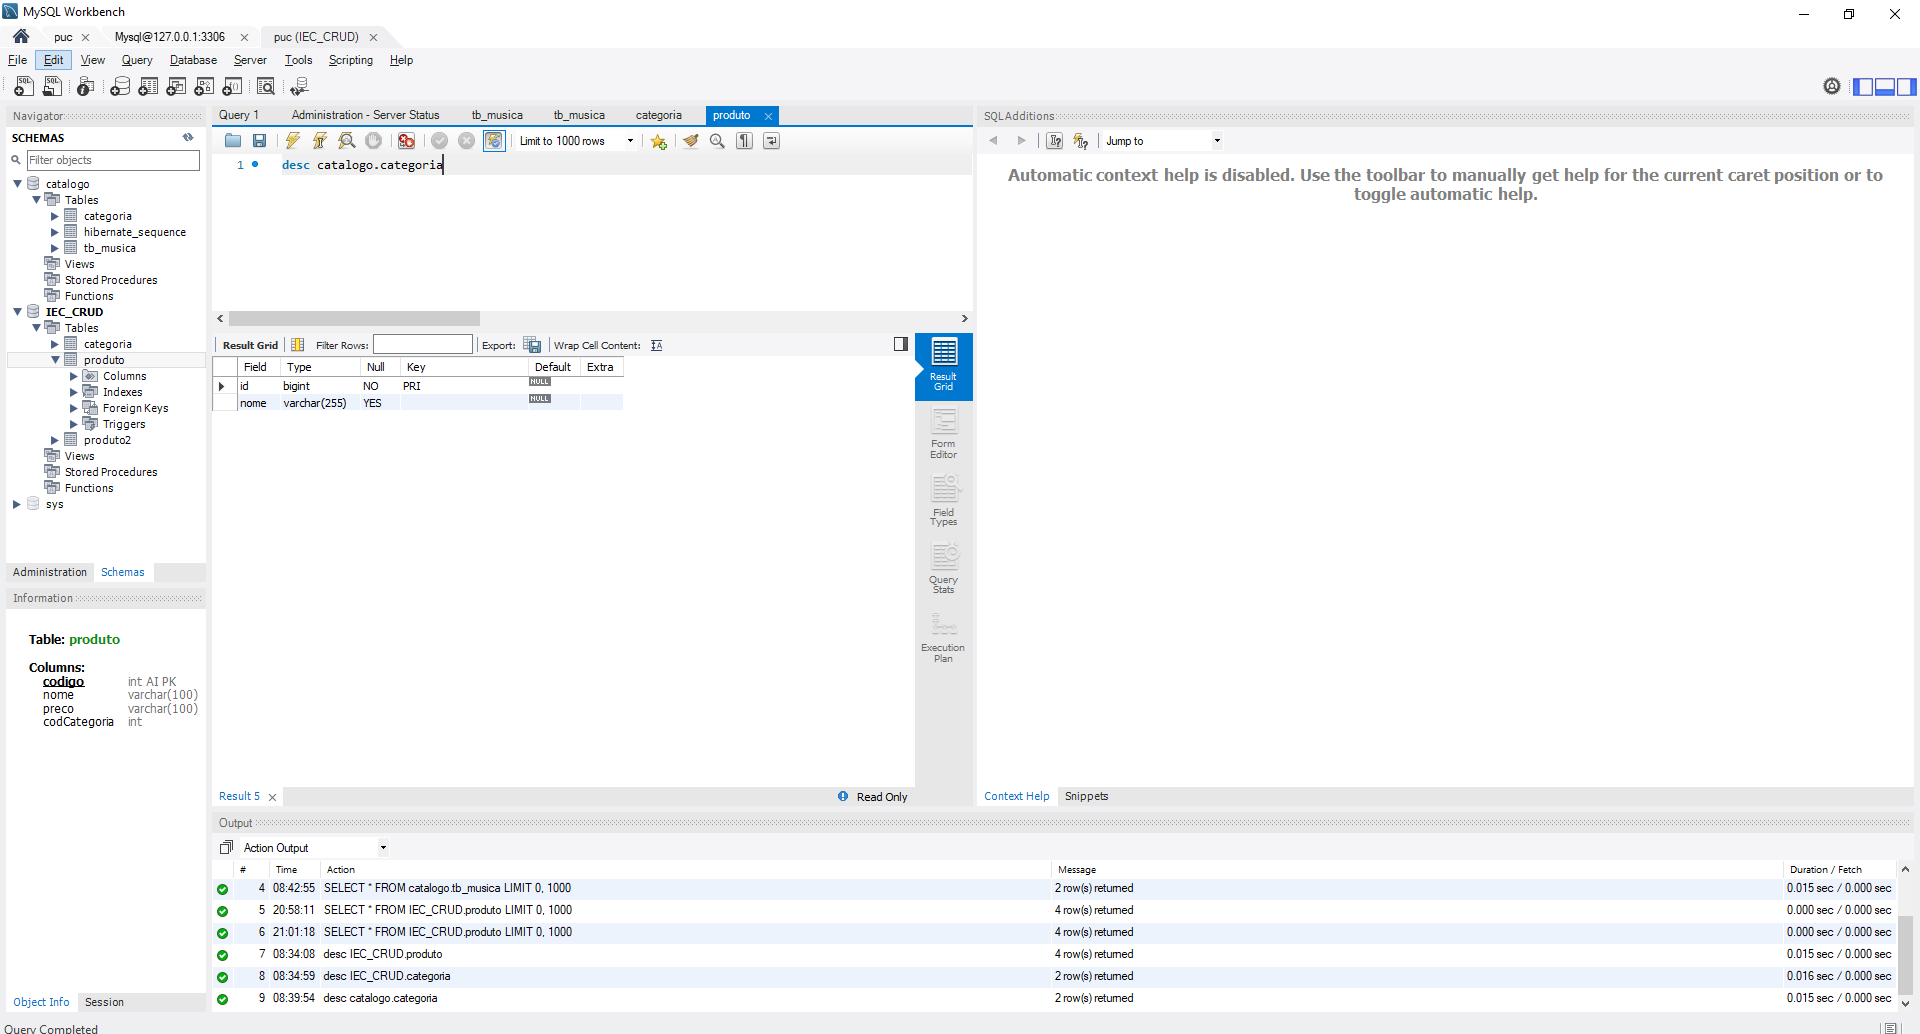 MySQL Workbench
puc
Mysql@127.0.0.1:3306
puc (IEC_CRUD)
File Edit View Query Database Server Tools Scripting Help
Navigator
SCHEMAS
Filter objects
catalogo
Tables
categoria
hibernate_sequence
tb_musica
Views
Stored Procedures
Functions
IEC_CRUD
Tables
categoria
produto
Columns
Indexes
Foreign Keys
Triggers
produto2
Views
Stored Procedures
Functions
sys
Administration Schemas
Information
Table: produto
Columns:
codigo int AI PK
nome varchar(100)
preco varchar(100)
codCategoria int
Object Info Session
Query Completed
Query 1 Administration - Server Status tb_musica tb_musica categoria produto
Limit to 1000 rows
1 desc catalogo.categoria
Result Grid Filter Rows: Export: Wrap Cell Content:
Field Type Null Key Default Extra
id bigint NO PRI NULL
nome varchar(255) YES NULL
Result Grid
Form Editor
Field Types
Query Stats
Execution Plan
Result 5
Read Only
SQLAdditions
Jump to
Automatic context help is disabled. Use the toolbar to manually get help for the current caret position or to
toggle automatic help.
Context Help Snippets
Output
Action Output
# Time Action Message Duration / Fetch
4 08:42:55 SELECT * FROM catalogo.tb_musica LIMIT 0, 1000 2 row(s) returned 0.015 sec / 0.000 sec
5 20:58:11 SELECT * FROM IEC_CRUD.produto LIMIT 0, 1000 4 row(s) returned 0.000 sec / 0.000 sec
6 21:01:18 SELECT * FROM IEC_CRUD.produto LIMIT 0, 1000 4 row(s) returned 0.000 sec / 0.000 sec
7 08:34:08 desc IEC_CRUD.produto 4 row(s) returned 0.015 sec / 0.000 sec
8 08:34:59 desc IEC_CRUD.categoria 2 row(s) returned 0.016 sec / 0.000 sec
9 08:39:54 desc catalogo.categoria 2 row(s) returned 0.015 sec / 0.000 sec